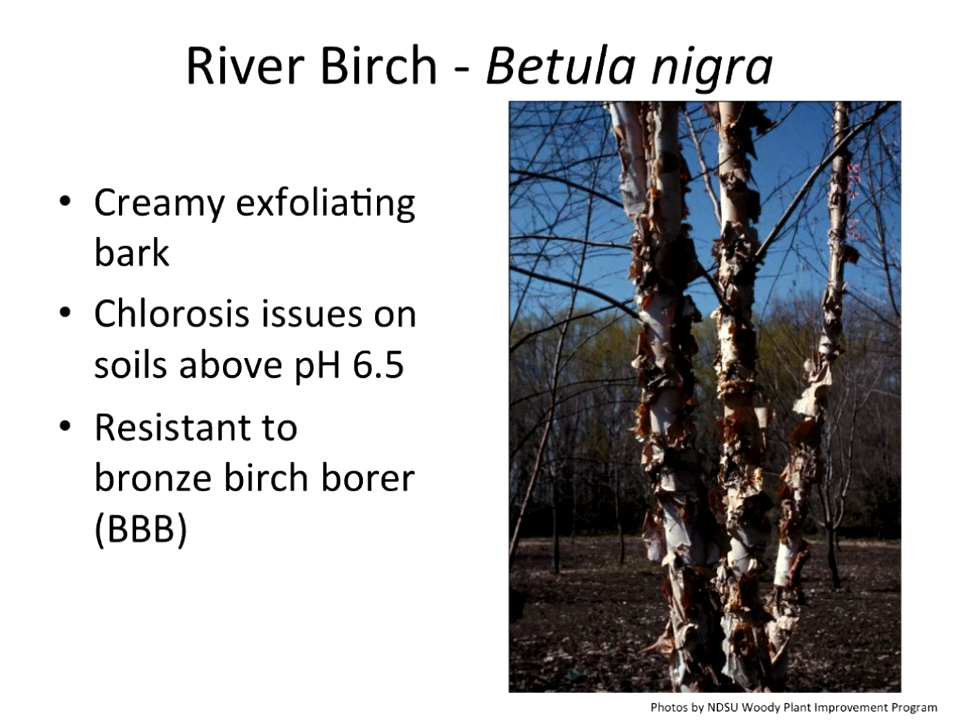 River Birch - Betula nigra
• Creamy exfoliating
bark
• Chlorosis issues on
soils above pH 6.5
• Resistant to
bronze birch borer
(BBB)
Photos by NDSU Woody Plant Improvement Program